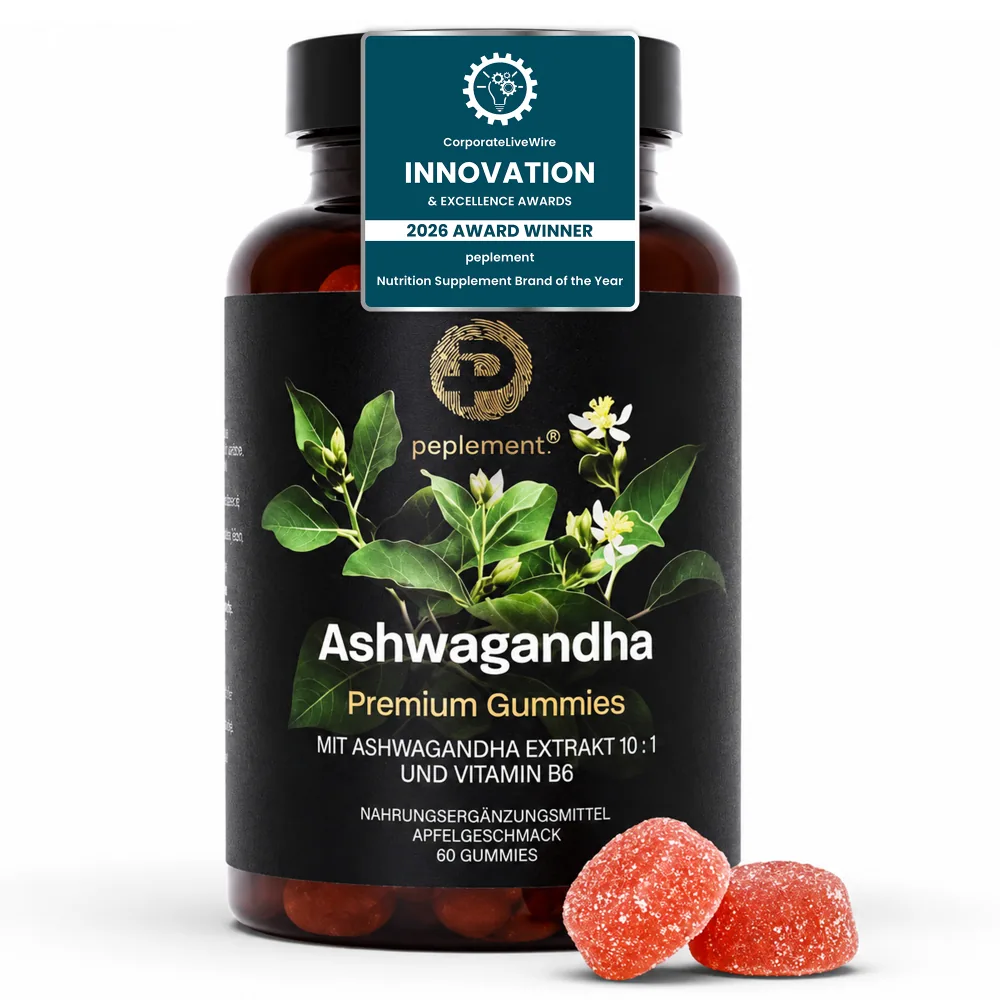 CorporateLiveWire
INNOVATION
& EXCELLENCE AWARDS
2026 AWARD WINNER
peplement
Nutrition Supplement Brand of the Year
peplement.®
Ashwagandha
Premium Gummies
MIT ASHWAGANDHA EXTRAKT 10 : 1
UND VITAMIN B6
NAHRUNGSERGÄNZUNGSMITTEL
APFELGESCHMACK
60 GUMMIES